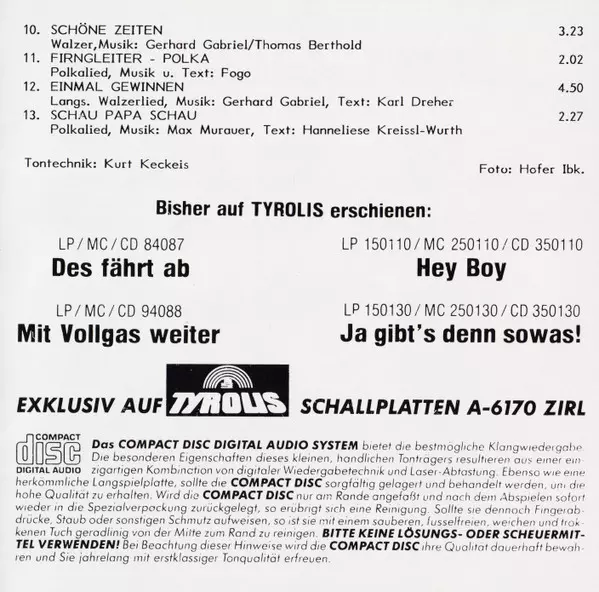 10. SCHÖNE ZEITEN 3.23
Walzer,Musik: Gerhard Gabriel/Thomas Berthold
11. FIRNGLEITER - POLKA 2.02
Polkalied, Musik u. Text: Fogo
12. EINMAL GEWINNEN 4.50
Langs. Walzerlied, Musik: Gerhard Gabriel, Text: Karl Dreher
13. SCHAU PAPA SCHAU 2.27
Polkalied, Musik: Max Murauer, Text: Hanneliese Kreissl-Wurth
Tontechnik: Kurt Keckeis Foto: Hofer Ibk.
Bisher auf TYROLIS erschienen:
LP/MC/CD 84087 LP 150110/MC 250110/CD 350110
Des fährt ab Hey Boy
LP/MC/CD 94088 LP 150130/MC 250130/CD 350130
Mit Vollgas weiter Ja gibt's denn sowas!
EXKLUSIV AUF TYROLIS SCHALLPLATTEN A-6170 ZIRL
COMPACT disc DIGITAL AUDIO
Das COMPACT DISC DIGITAL AUDIO SYSTEM bietet die bestmögliche Klangwiedergabe.
Die besonderen Eigenschaften dieses kleinen, handlichen Tonträgers resultieren aus einer ein-
zigartigen Kombination von digitaler Wiedergabetechnik und Laser-Abtastung. Ebenso wie eine
herkömmliche Langspielplatte, sollte die COMPACT DISC sorgfältig gelagert und behandelt werden, um die
hohe Qualität zu erhalten. Wird die COMPACT DISC nur am Rande angefaßt und nach dem Abspielen sofort
wieder in die Spezialverpackung zurückgelegt, so erübrigt sich eine Reinigung. Sollte sie dennoch Fingerab-
drücke, Staub oder sonstigen Schmutz aufweisen, so ist sie mit einem sauberen, fusselfreien, weichen und trok-
kenen Tuch geradlinig von der Mitte zum Rand zu reinigen. BITTE KEINE LÖSUNGS- ODER SCHEUERMIT-
TEL VERWENDEN! Bei Beachtung dieser Hinweise wird die COMPACT DISC ihre Qualität dauerhaft bewah-
ren und Sie jahrelang mit erstklassiger Tonqualität erfreuen.